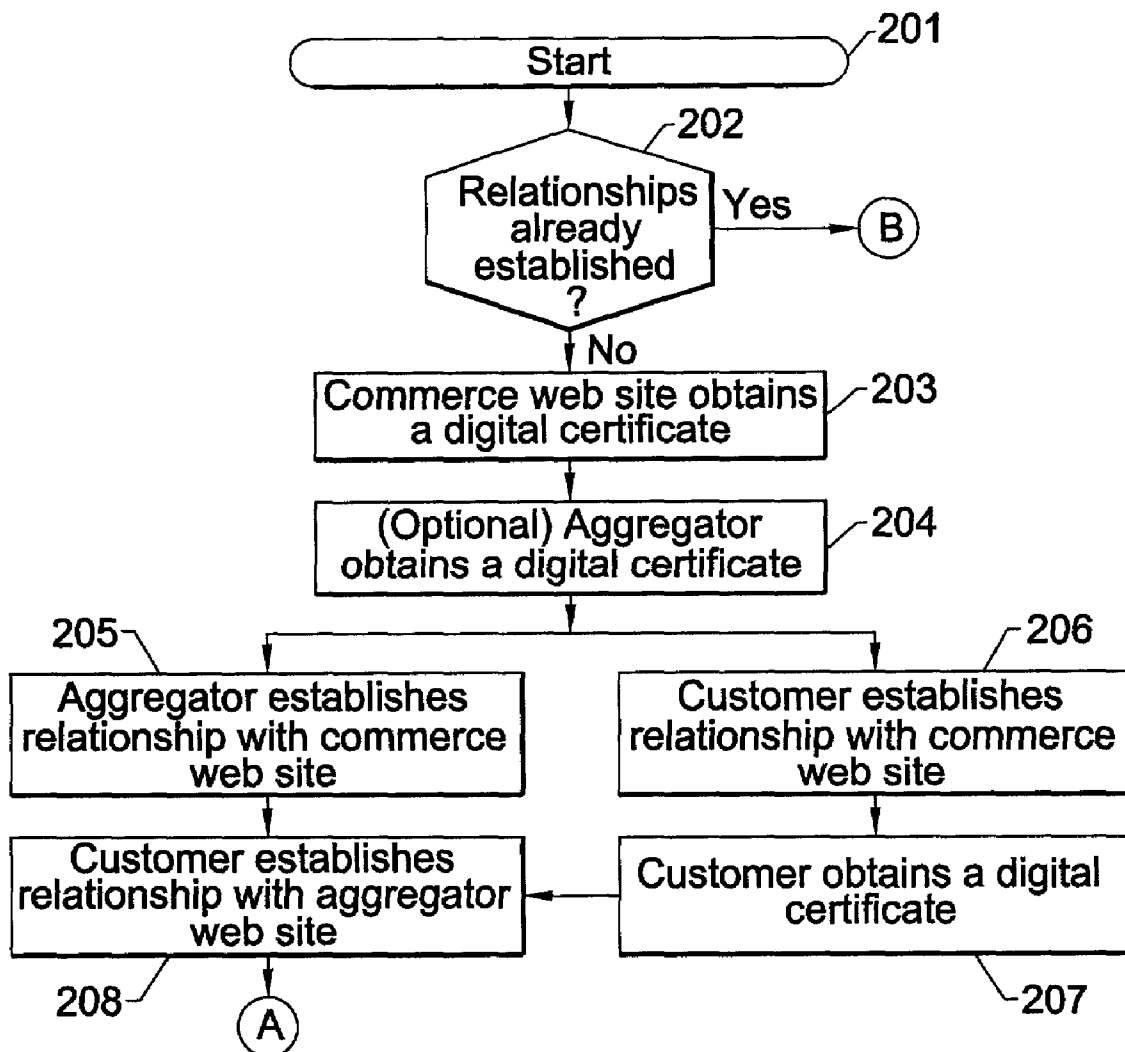 201
Start
202
Relationships
already
established
?
Yes
B
No
Commerce web site obtains
a digital certificate
203
(Optional) Aggregator
obtains a digital certificate
204
205
206
Aggregator establishes
relationship with commerce
web site
Customer establishes
relationship with commerce
web site
Customer establishes
relationship with aggregator
web site
Customer obtains a digital
certificate
208
207
A